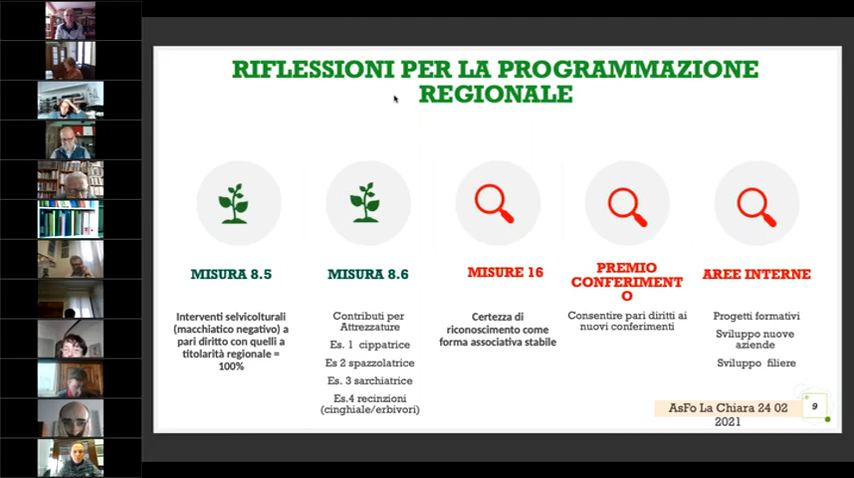 RIFLESSIONI PER LA PROGRAMMAZIONE
REGIONALE
MISURA 8.5
Interventi selvicolturali
(macchiatico negativo) a
pari diritto con quelli a
titolarità regionale =
100%
MISURA 8.6
Contributi per
Attrezzature
Es. 1 cippatrice
Es 2 spazzolatrice
Es. 3 sarchiatrice
Es.4 recinzioni
(cinghiale/erbivori)
MISURE 16
Certezza di
riconoscimento come
forma associativa stabile
PREMIO
CONFERIMENT
O
Consentire pari diritti ai
nuovi conferimenti
AREE INTERNE
Progetti formativi
Sviluppo nuove
aziende
Sviluppo filiere
AsFo La Chiara 24 02
2021
9